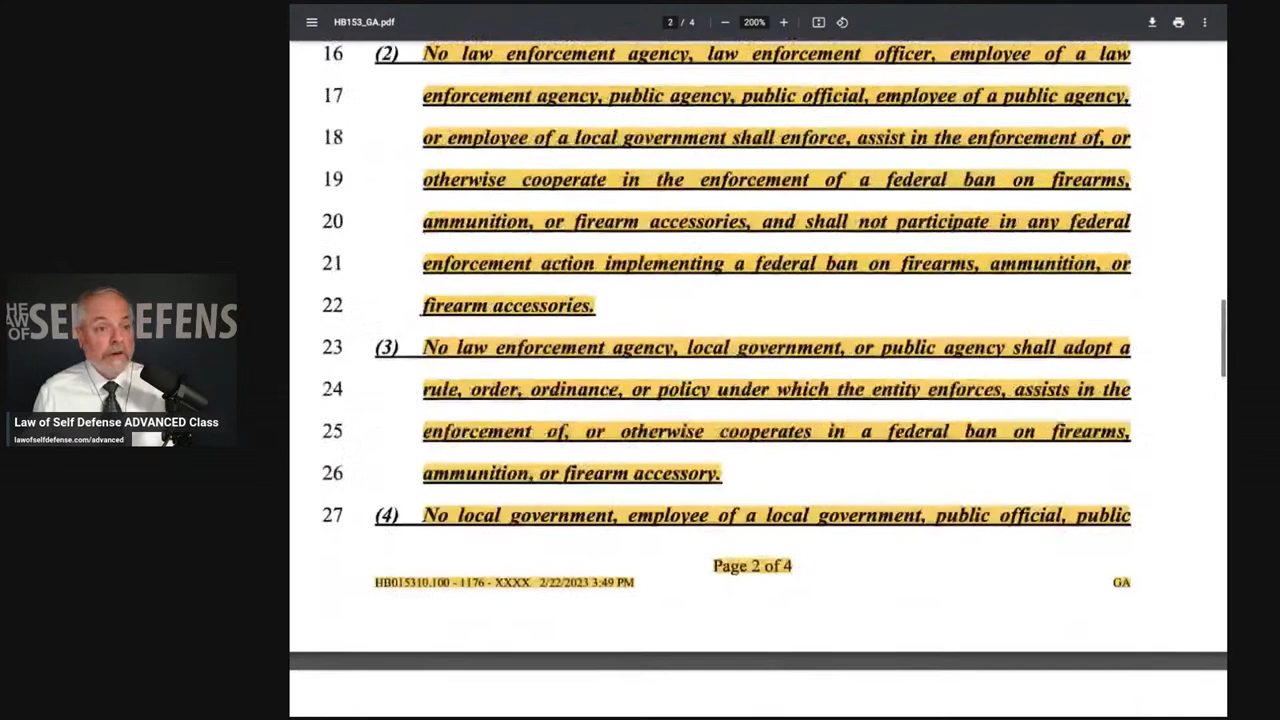 HB153_GA.pdf
2 / 4
200%
16 (2) No law enforcement agency, law enforcement officer, employee of a law
17 enforcement agency, public agency, public official, employee of a public agency,
18 or employee of a local government shall enforce, assist in the enforcement of, or
19 otherwise cooperate in the enforcement of a federal ban on firearms,
20 ammunition, or firearm accessories, and shall not participate in any federal
21 enforcement action implementing a federal ban on firearms, ammunition, or
22 firearm accessories.
23 (3) No law enforcement agency, local government, or public agency shall adopt a
24 rule, order, ordinance, or policy under which the entity enforces, assists in the
25 enforcement of, or otherwise cooperates in a federal ban on firearms,
26 ammunition, or firearm accessory.
27 (4) No local government, employee of a local government, public official, public
Page 2 of 4
HB015310.100 - 1176 - XXXX 2/22/2023 3:49 PM GA
HE
AW
OF
SEL DEFENS
Law of Self Defense ADVANCED Class
lawofselfdefense.com/advanced